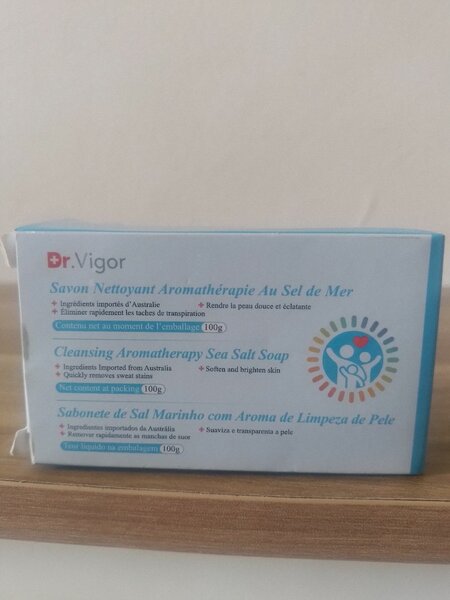 Dr.Vigor
Savon Nettoyant Aromathérapie Au Sel de Mer
+ Ingrédients importés d'Australie + Rendre la peau douce et éclatante
+ Éliminer rapidement les taches de transpiration
Contenu net au moment de l'emballage 100g
Cleansing Aromatherapy Sea Salt Soap
+ Ingredients Imported from Australia + Soften and brighten skin
+ Quickly removes sweat stains
Net content at packing 100g
Sabonete de Sal Marinho com Aroma de Limpeza de Pele
+ Ingredientes importados da Austrália + Suaviza e transparenta a pele
+ Remover rapidamente as manchas de suor
Teor líquido na embalagem 100g